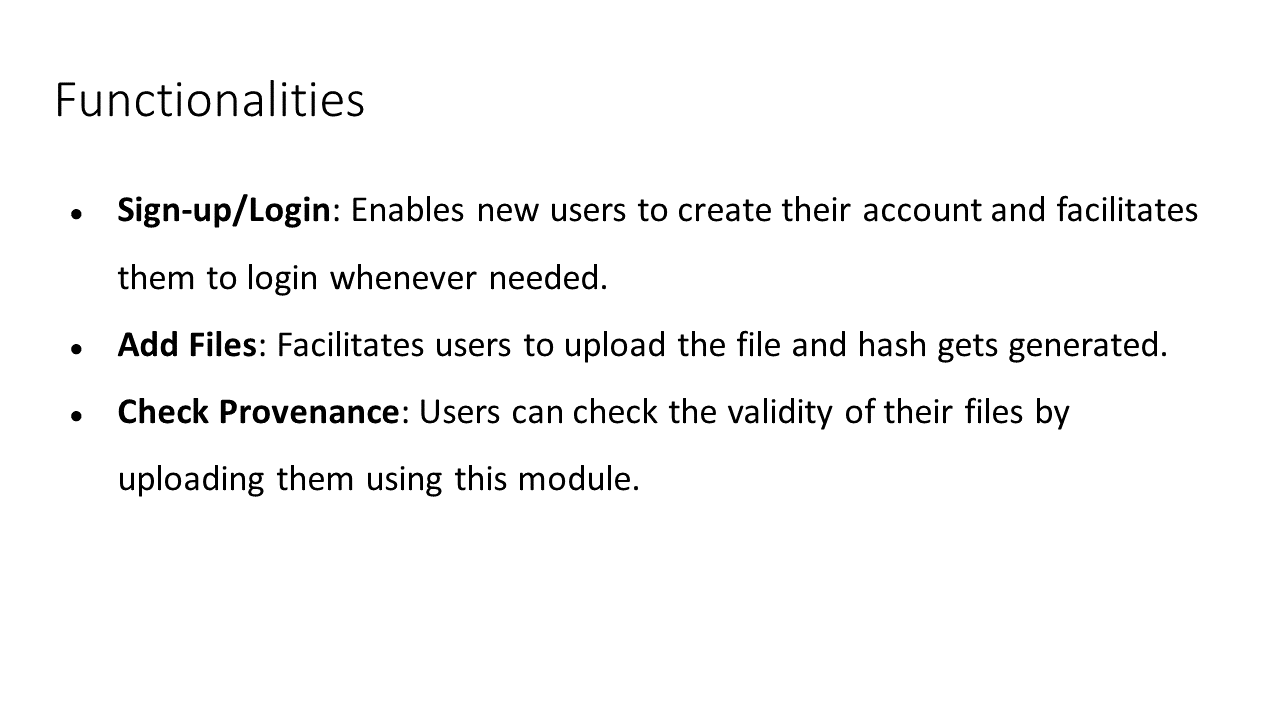 Functionalities
● Sign-up/Login: Enables new users to create their account and facilitates
them to login whenever needed.
● Add Files: Facilitates users to upload the file and hash gets generated.
● Check Provenance: Users can check the validity of their files by
uploading them using this module.